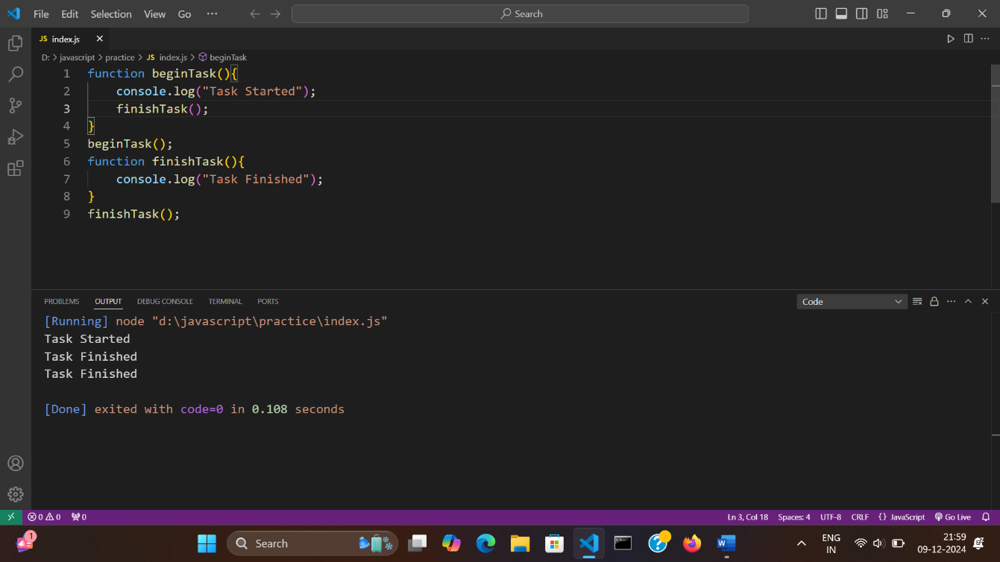 File Edit Selection View Go ··· Search
JS index.js
D: > javascript > practice > JS index.js > beginTask
1 function beginTask(){
2     console.log("Task Started");
3     finishTask();
4 }
5 beginTask();
6 function finishTask(){
7     console.log("Task Finished");
8 }
9 finishTask();
PROBLEMS OUTPUT DEBUG CONSOLE TERMINAL PORTS Code
[Running] node "d:\javascript\practice\index.js"
Task Started
Task Finished
Task Finished
[Done] exited with code=0 in 0.108 seconds
0 0 0 Ln 3, Col 18 Spaces: 4 UTF-8 CRLF {} JavaScript Go Live
1 Search ENG 21:59
IN 09-12-2024